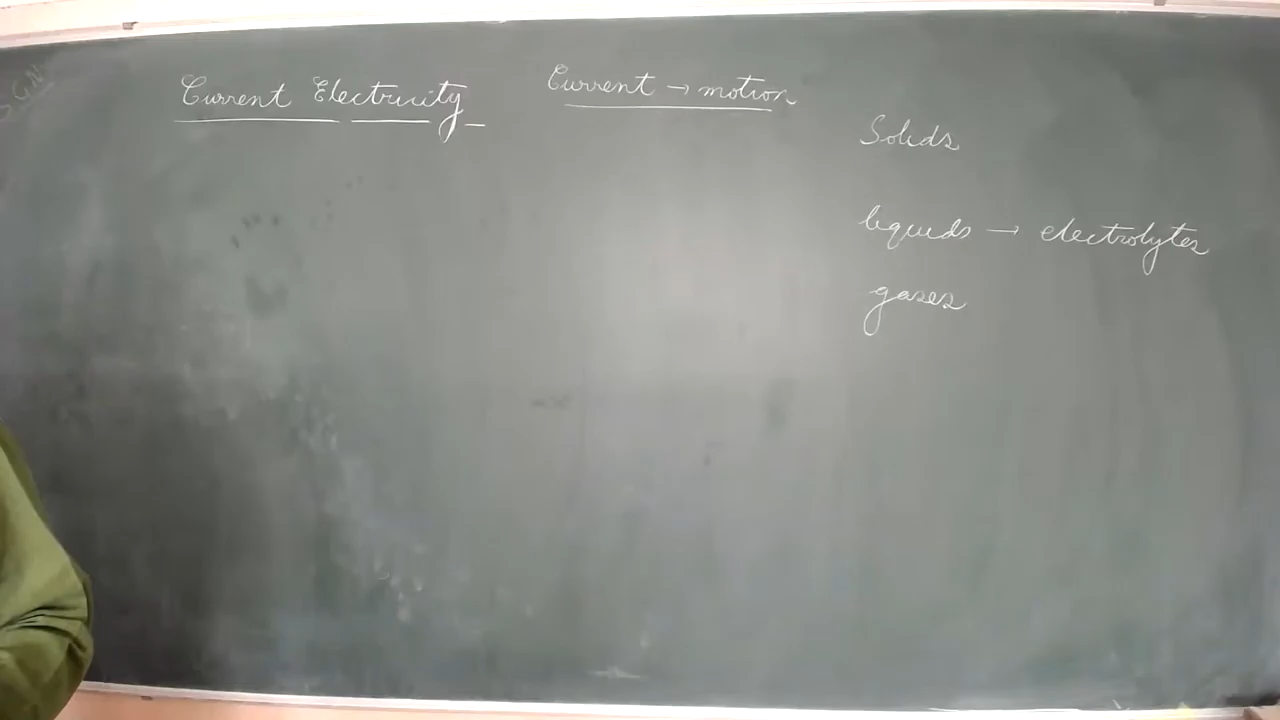 Current Electricity
Current → motion
Solids
liquids → electrolytes
gases